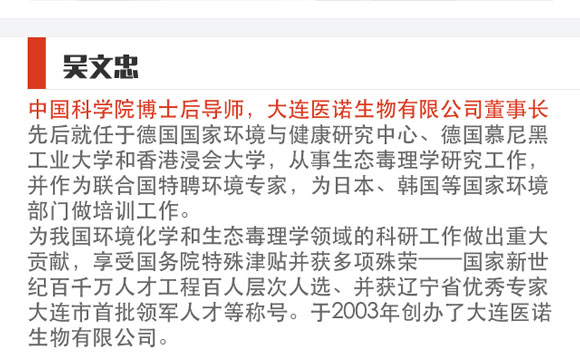 吴文忠
中国科学院博士后导师，大连医诺生物有限公司董事长
先后就任于德国国家环境与健康研究中心、德国慕尼黑
工业大学和香港浸会大学，从事生态毒理学研究工作，
并作为联合国特聘环境专家，为日本、韩国等国家环境
部门做培训工作。
为我国环境化学和生态毒理学领域的科研工作做出重大
贡献，享受国务院特殊津贴并获多项殊荣——国家新世
纪百千万人才工程百人层次人选、并获辽宁省优秀专家
大连市首批领军人才等称号。于2003年创办了大连医诺
生物有限公司。